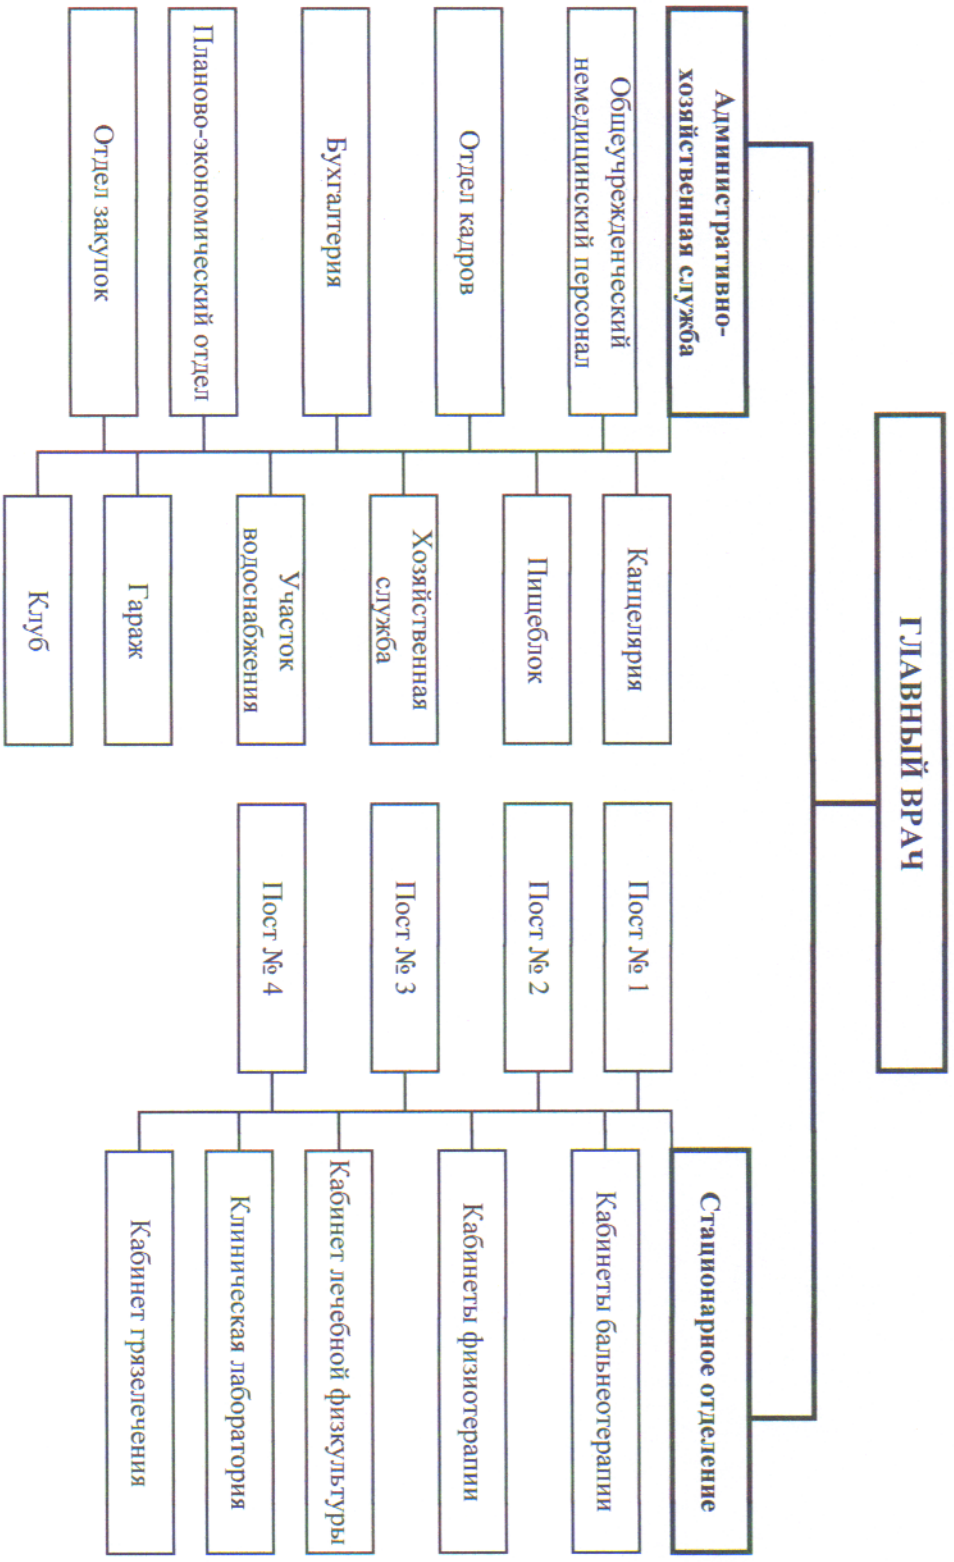 ГЛАВНЫЙ ВРАЧ
Административно-
хозяйственная служба
Общеучрежденческий
немедицинский персонал
Отдел кадров
Бухгалтерия
Планово-экономический отдел
Отдел закупок
Канцелярия
Пищеблок
Хозяйственная
служба
Участок
водоснабжения
Гараж
Клуб
Стационарное отделение
Пост № 1
Пост № 2
Пост № 3
Пост № 4
Кабинеты бальнеотерапии
Кабинеты физиотерапии
Кабинет лечебной физкультуры
Клиническая лаборатория
Кабинет грязелечения